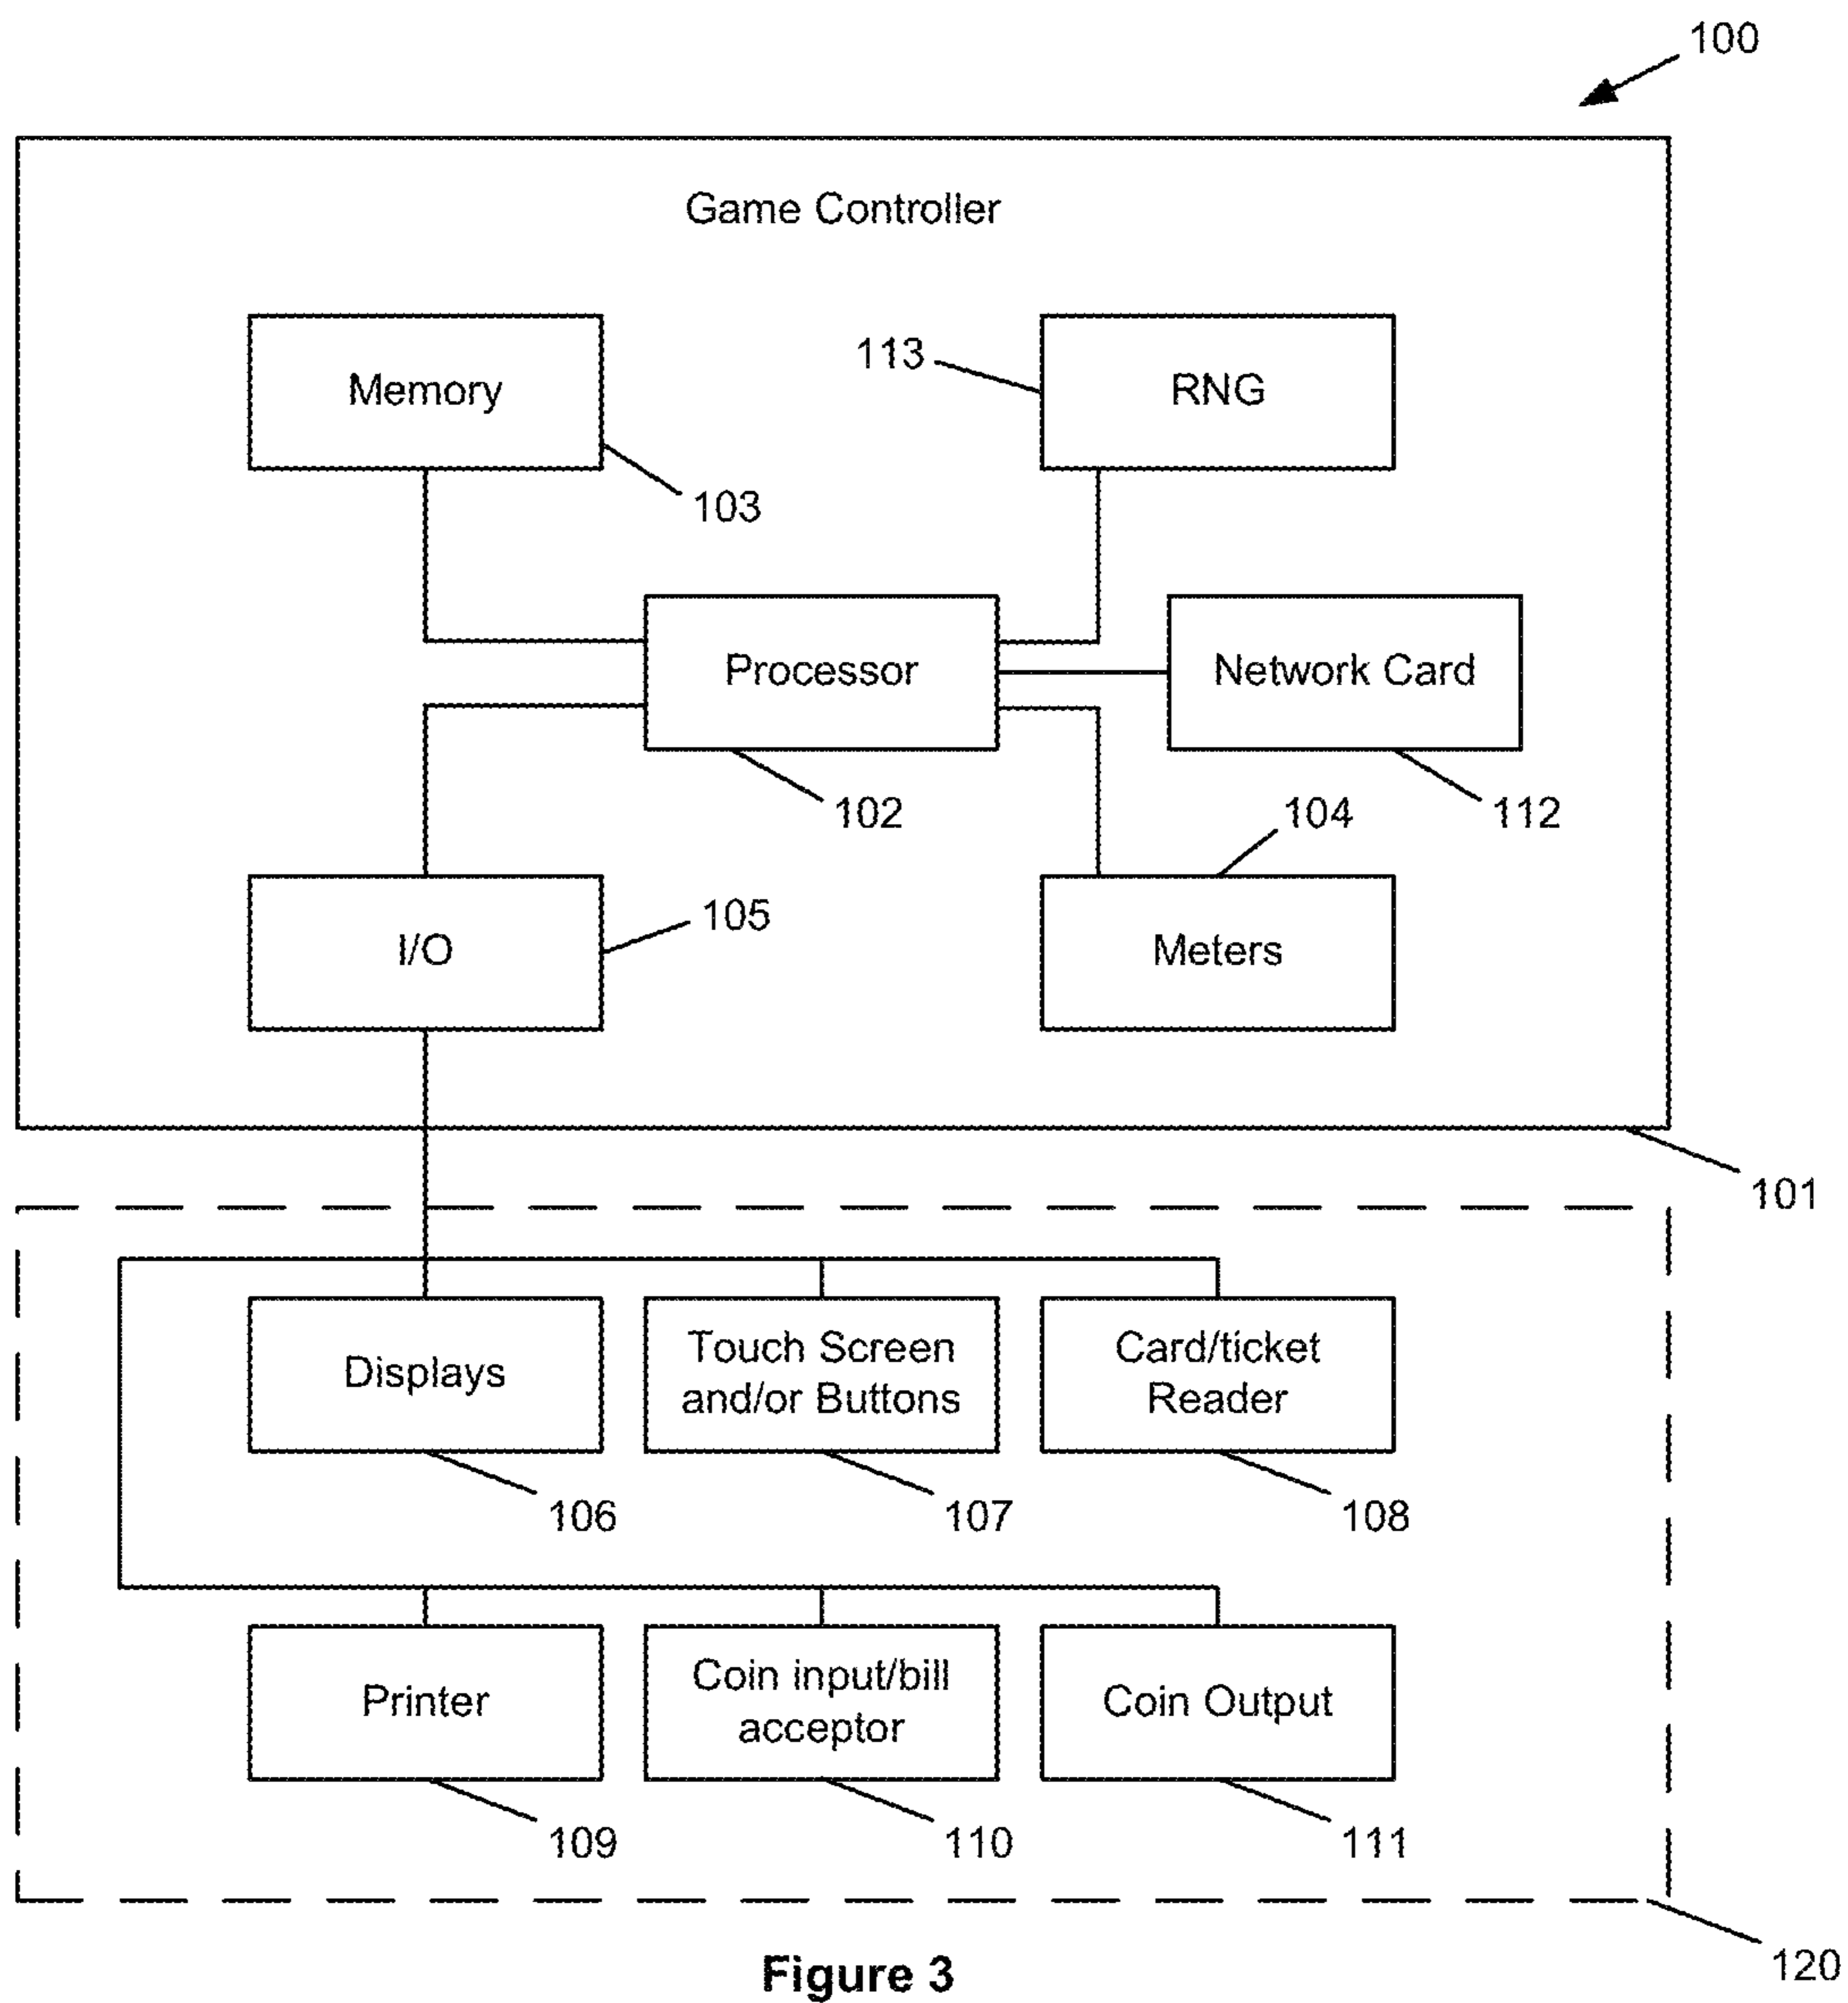 100
Game Controller
Memory
113
RNG
103
Processor
Network Card
102
104
112
I/O
105
Meters
101
Displays
Touch Screen
and/or Buttons
Card/ticket
Reader
106
107
108
Printer
Coin input/bill
acceptor
Coin Output
109
110
111
120
Figure 3